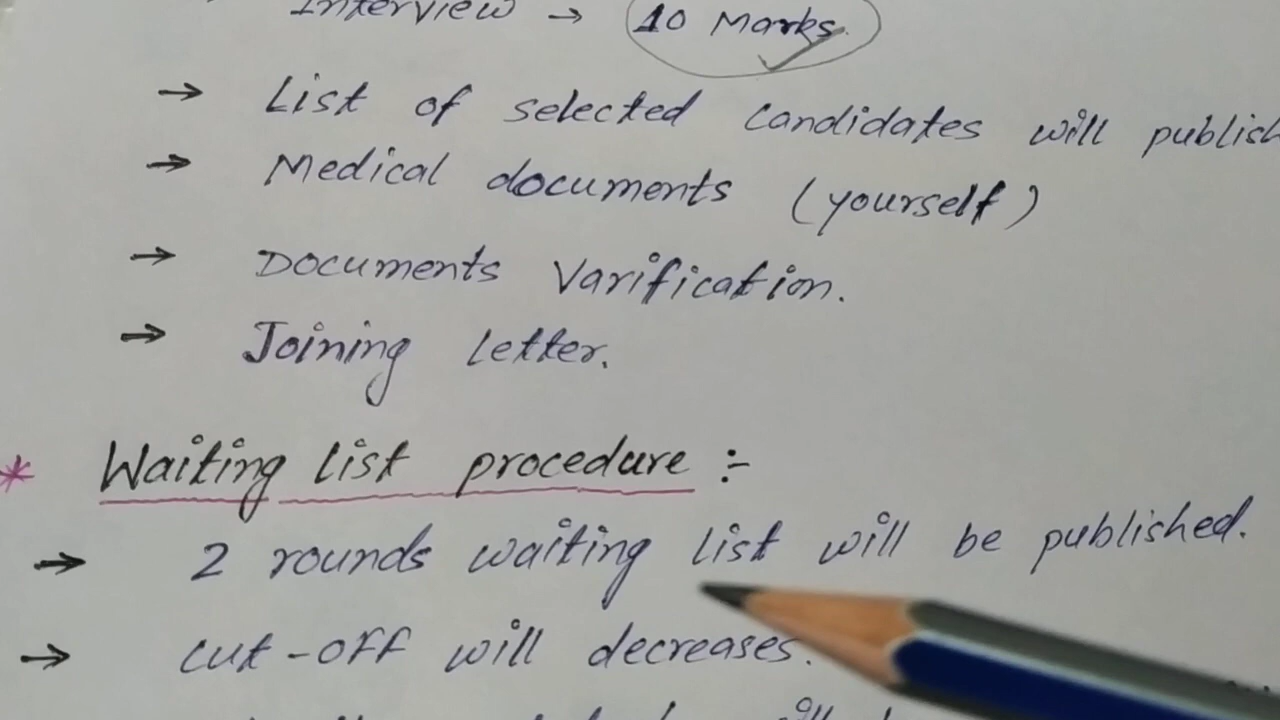 Interview → 10 Marks.
→ List of selected candidates will publish
→ Medical documents (yourself)
→ Documents Varification.
→ Joining letter.
* Waiting list procedure :-
→ 2 rounds waiting list will be published.
→ cut-off will decreases.
will